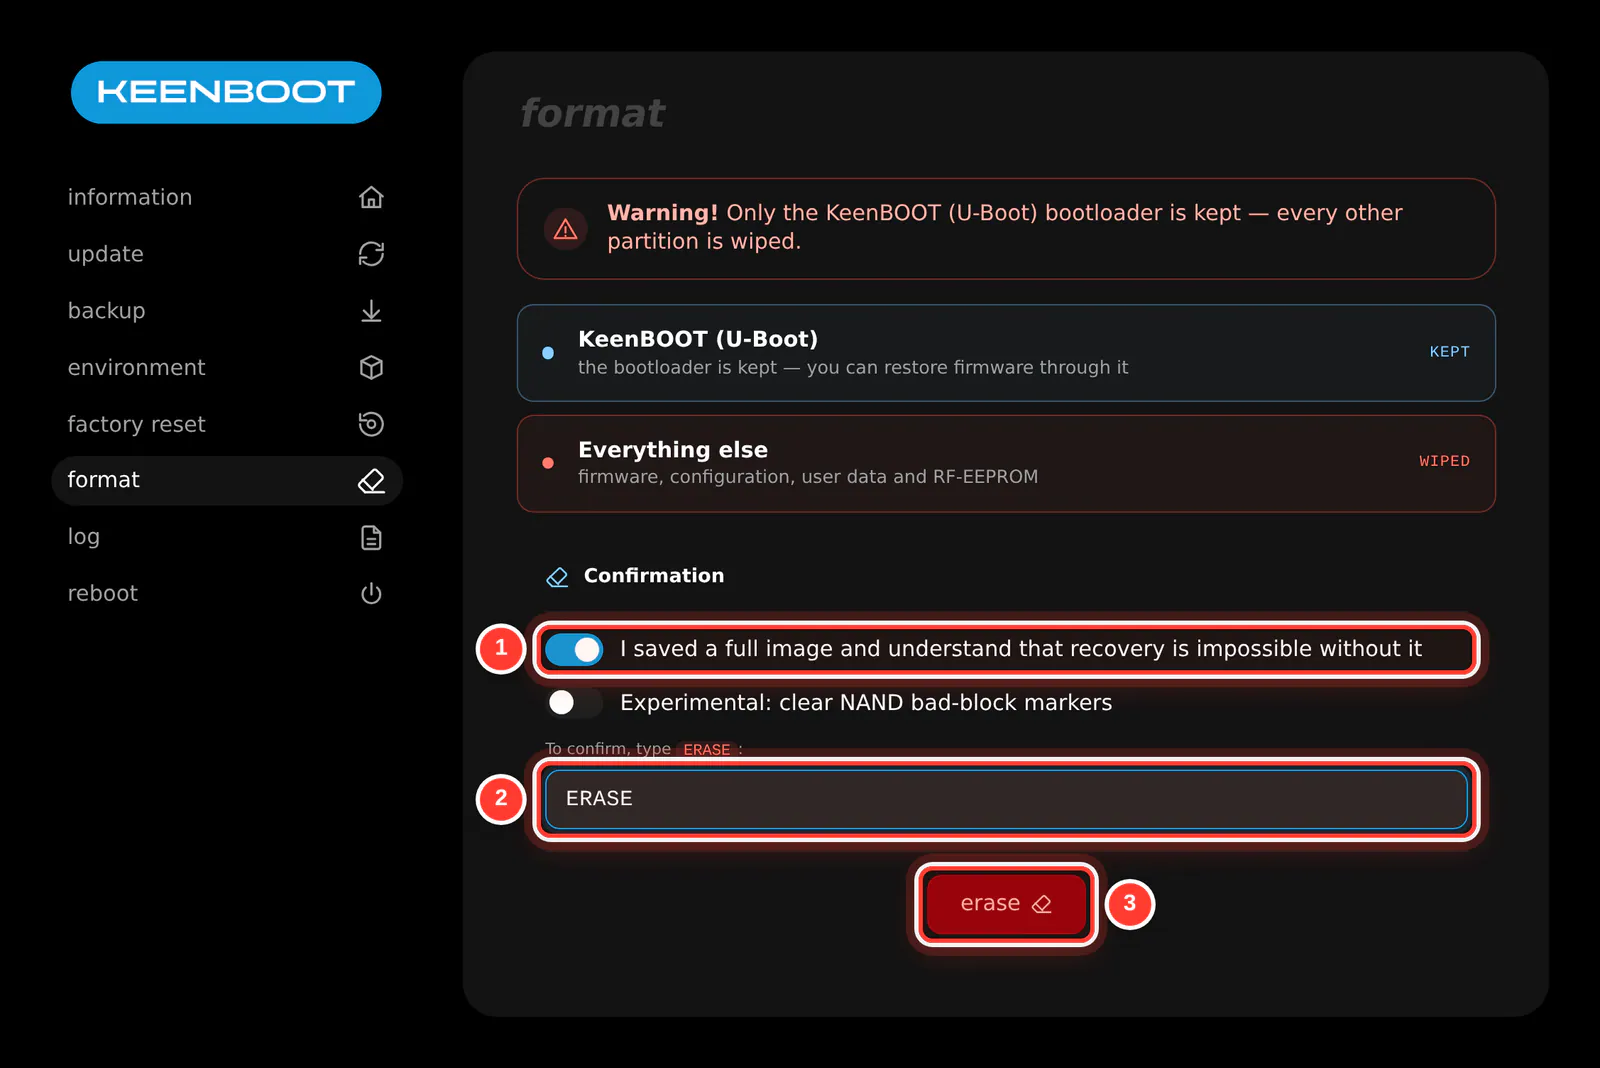 KEENBOOT
information
update
backup
environment
factory reset
format
log
reboot
format
Warning! Only the KeenBOOT (U-Boot) bootloader is kept — every other
partition is wiped.
KeenBOOT (U-Boot)
the bootloader is kept — you can restore firmware through it
KEPT
Everything else
firmware, configuration, user data and RF-EEPROM
WIPED
Confirmation
1
I saved a full image and understand that recovery is impossible without it
Experimental: clear NAND bad-block markers
To confirm, type ERASE :
2
ERASE
erase
3